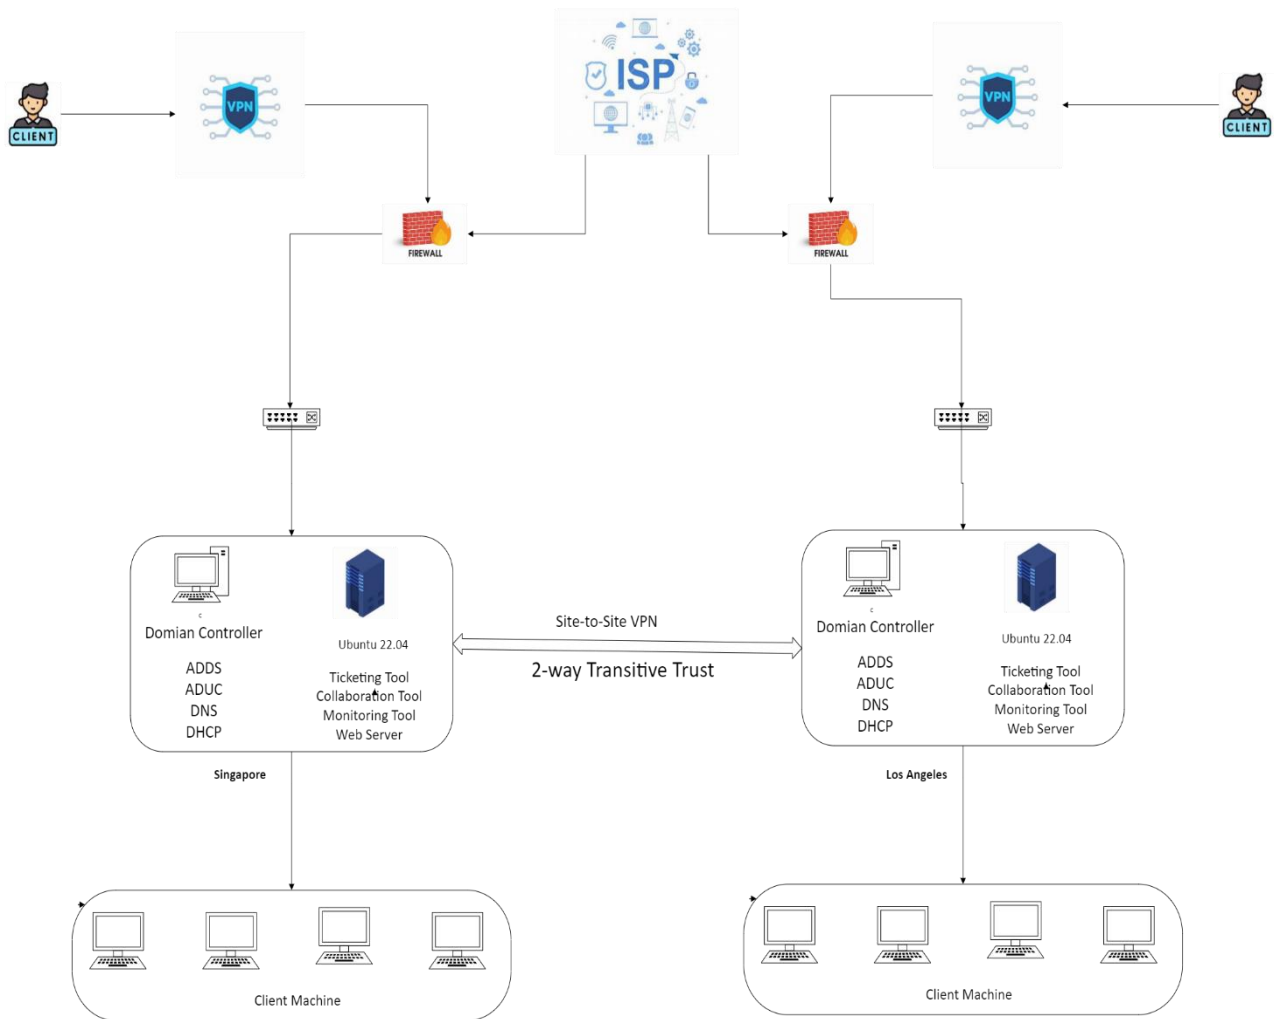 ISP
VPN
VPN
CLIENT
CLIENT
FIREWALL
FIREWALL
c
Domian Controller
ADDS
ADUC
DNS
DHCP
Ubuntu 22.04
Ticketing Tool
Collaboration Tool
Monitoring Tool
Web Server
Singapore
Site-to-Site VPN
2-way Transitive Trust
c
Domian Controller
ADDS
ADUC
DNS
DHCP
Ubuntu 22.04
Ticketing Tool
Collaboration Tool
Monitoring Tool
Web Server
Los Angeles
Client Machine
Client Machine